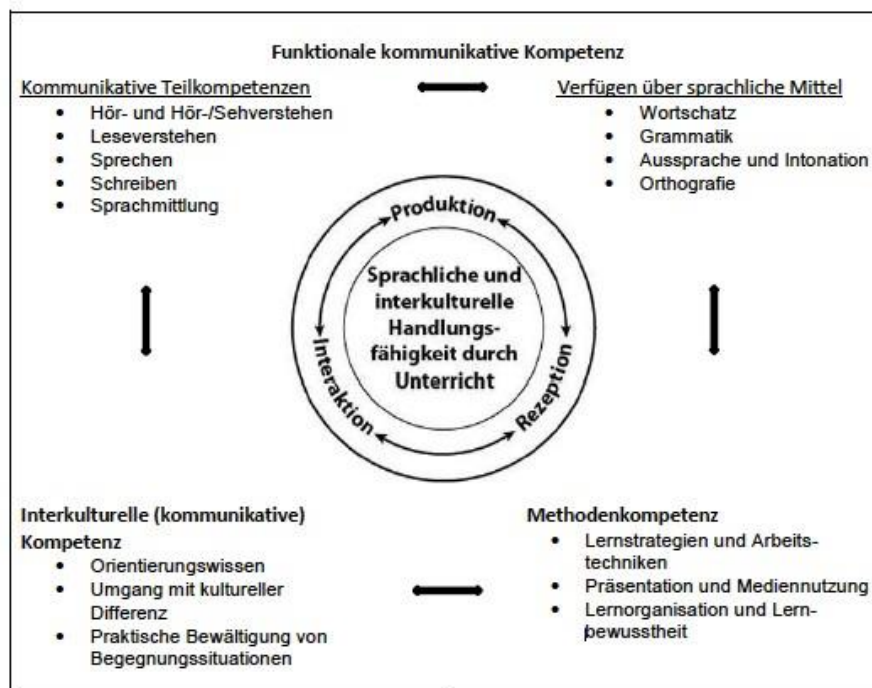 Funktionale kommunikative Kompetenz
Kommunikative Teilkompetenzen
• Hör- und Hör-/Sehverstehen
• Leseverstehen
• Sprechen
• Schreiben
• Sprachmittlung
Verfügen über sprachliche Mittel
• Wortschatz
• Grammatik
• Aussprache und Intonation
• Orthografie
Produktion
Sprachliche und
interkulturelle
Handlungs-
fähigkeit durch
Unterricht
Interaktion
Rezeption
Interkulturelle (kommunikative)
Kompetenz
• Orientierungswissen
• Umgang mit kultureller
Differenz
• Praktische Bewältigung von
Begegnungssituationen
Methodenkompetenz
• Lernstrategien und Arbeits-
techniken
• Präsentation und Mediennutzung
• Lernorganisation und Lern-
bewusstheit